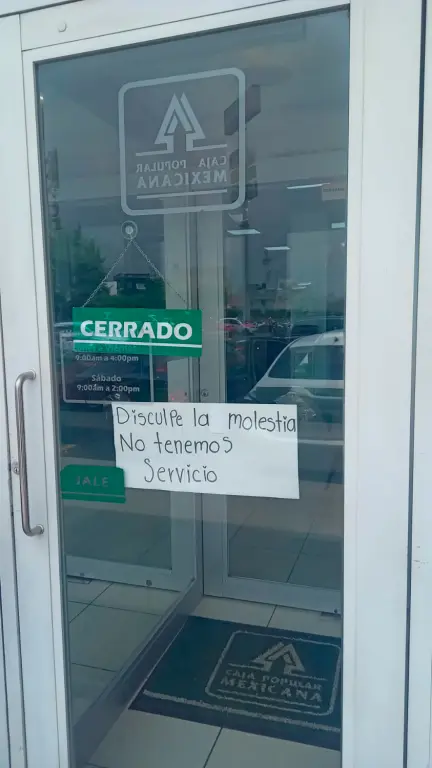 CAJA POPULAR
MEXICANA
CERRADO
9:00am a 4:00pm
Sábado
9:00am a 2:00pm
Disculpe la molestia
No tenemos
Servicio
JALE
CAJA POPULAR
MEXICANA